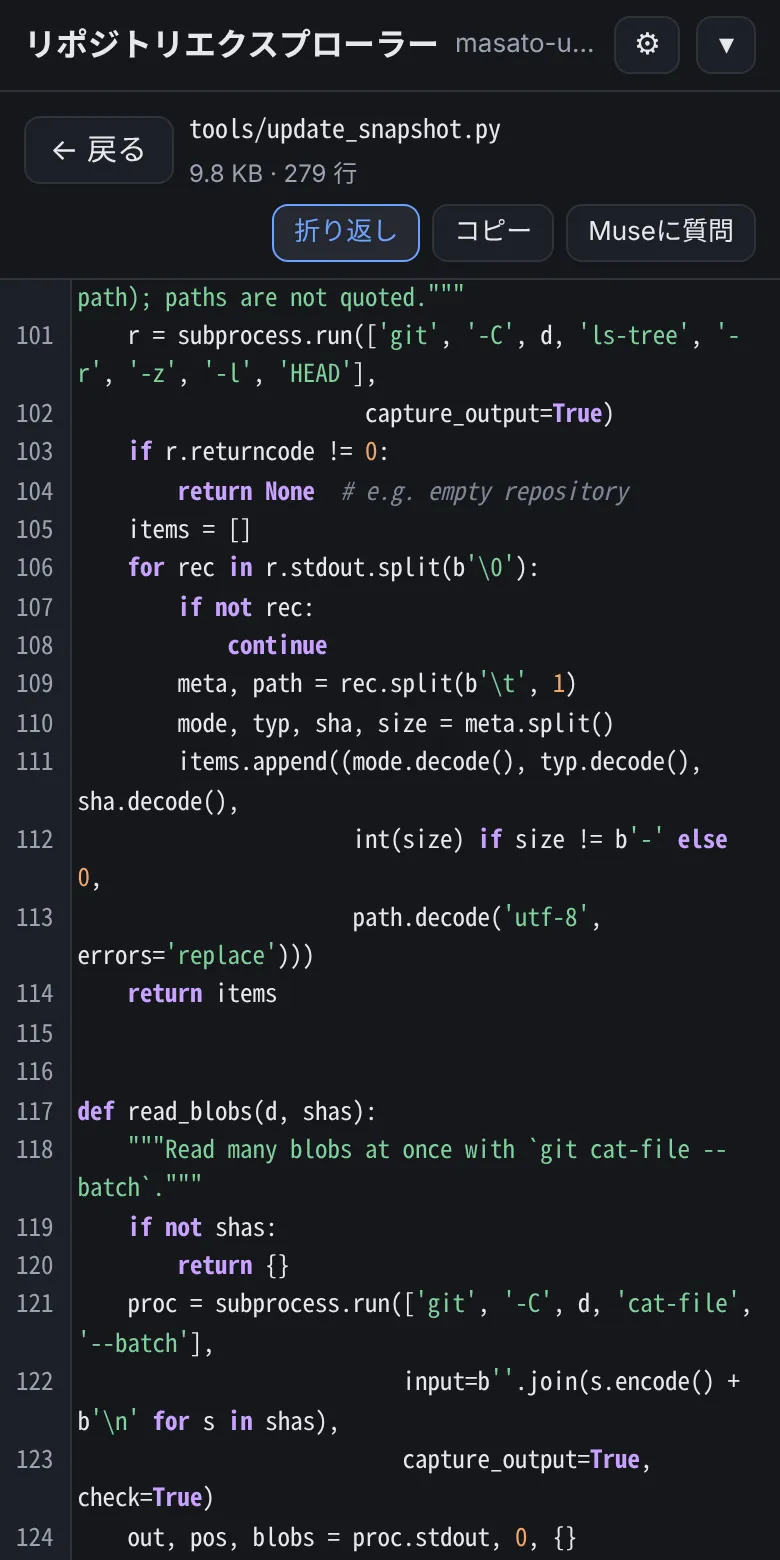 リポジトリエクスプローラー masato-u... ⚙ ▼
← 戻る
tools/update_snapshot.py
9.8 KB · 279 行
折り返し コピー Museに質問
path); paths are not quoted."""
101     r = subprocess.run(['git', '-C', d, 'ls-tree', '-
r', '-z', '-l', 'HEAD'],
102                        capture_output=True)
103     if r.returncode != 0:
104         return None  # e.g. empty repository
105     items = []
106     for rec in r.stdout.split(b'\0'):
107         if not rec:
108             continue
109         meta, path = rec.split(b'\t', 1)
110         mode, typ, sha, size = meta.split()
111         items.append((mode.decode(), typ.decode(),
sha.decode(),
112                       int(size) if size != b'-' else
0,
113                       path.decode('utf-8',
errors='replace')))
114     return items
115
116
117 def read_blobs(d, shas):
118     """Read many blobs at once with `git cat-file --
batch`."""
119     if not shas:
120         return {}
121     proc = subprocess.run(['git', '-C', d, 'cat-file',
'--batch'],
122                           input=b''.join(s.encode() +
b'\n' for s in shas),
123                           capture_output=True,
check=True)
124     out, pos, blobs = proc.stdout, 0, {}